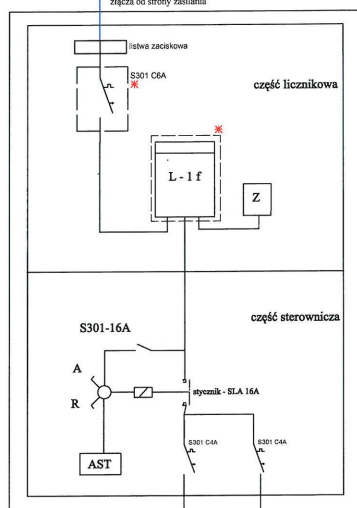 złącza od strony zasilania
listwa zaciskowa
S301 C6A
część licznikowa
L - 1 f
Z
część sterownicza
S301-16A
A
R
stycznik - SLA 16A
S301 C4A
S301 C4A
AST